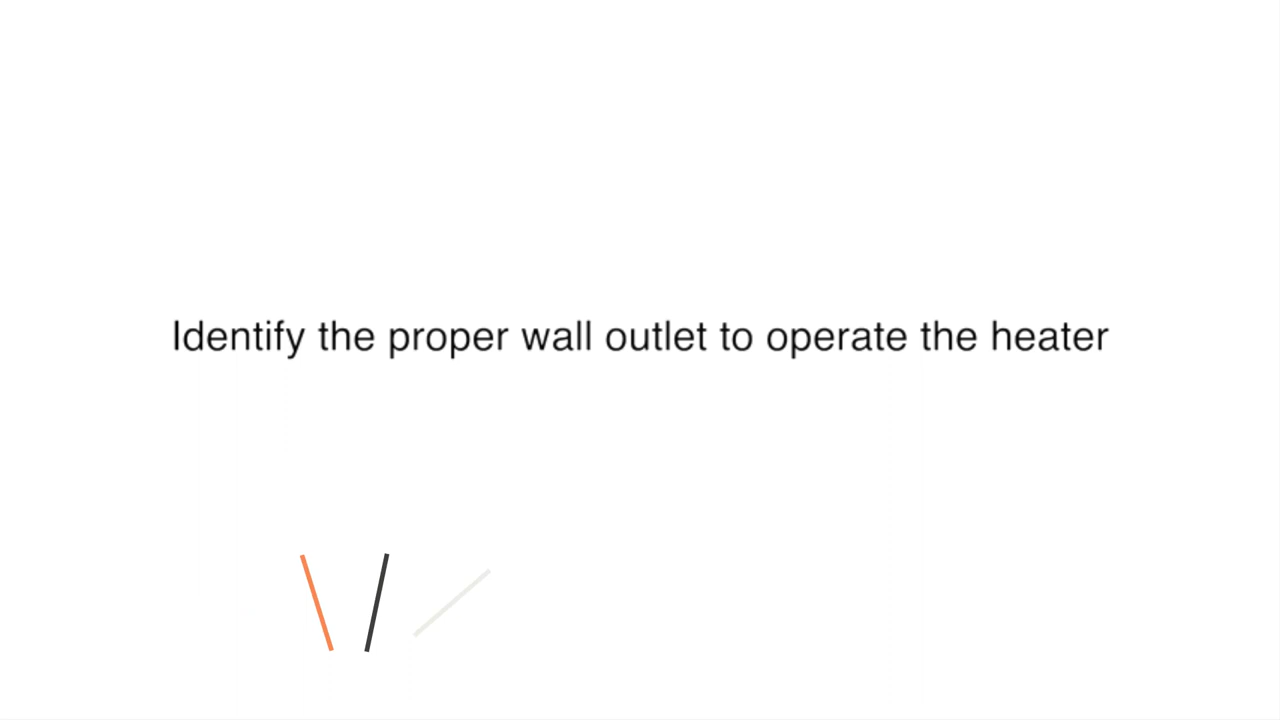 Identify the proper wall outlet to operate the heater